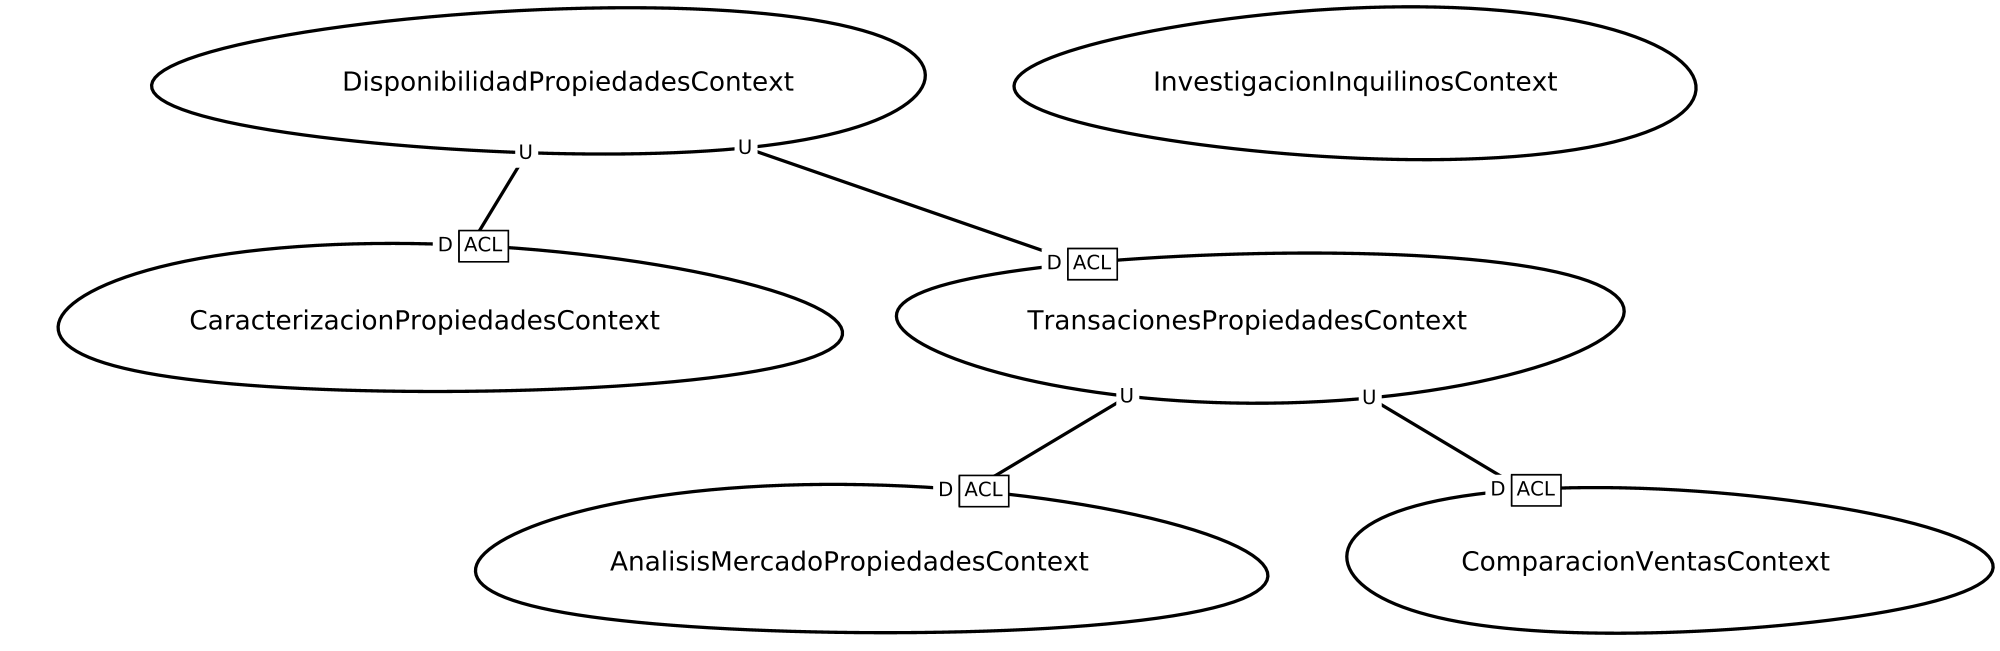 DisponibilidadPropiedadesContext
InvestigacionInquilinosContext
U
U
D ACL
D ACL
CaracterizacionPropiedadesContext
TransacionesPropiedadesContext
U
U
D ACL
D ACL
AnalisisMercadoPropiedadesContext
ComparacionVentasContext